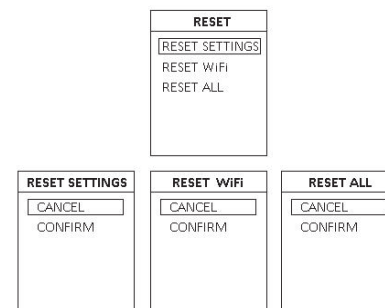 RESET
RESET SETTINGS
RESET WiFi
RESET ALL
RESET SETTINGS
CANCEL
CONFIRM
RESET WiFi
CANCEL
CONFIRM
RESET ALL
CANCEL
CONFIRM